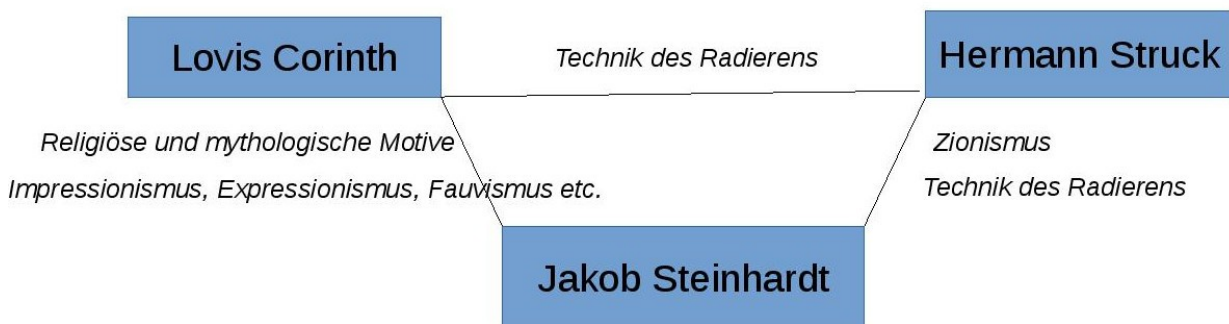 Lovis Corinth
Technik des Radierens
Hermann Struck
Religiöse und mythologische Motive
Impressionismus, Expressionismus, Fauvismus etc.
Zionismus
Technik des Radierens
Jakob Steinhardt